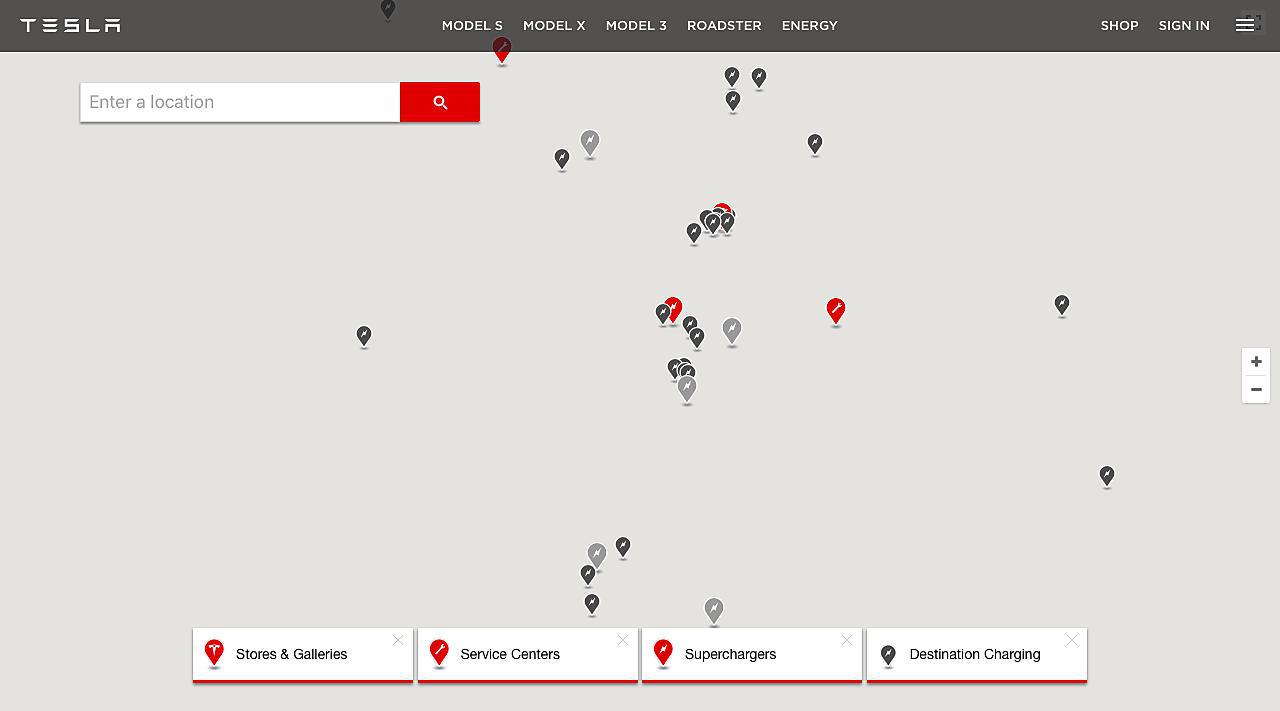 TESLA
MODEL S
MODEL X
MODEL 3
ROADSTER
ENERGY
SHOP
SIGN IN
Enter a location
Stores & Galleries
Service Centers
Superchargers
Destination Charging